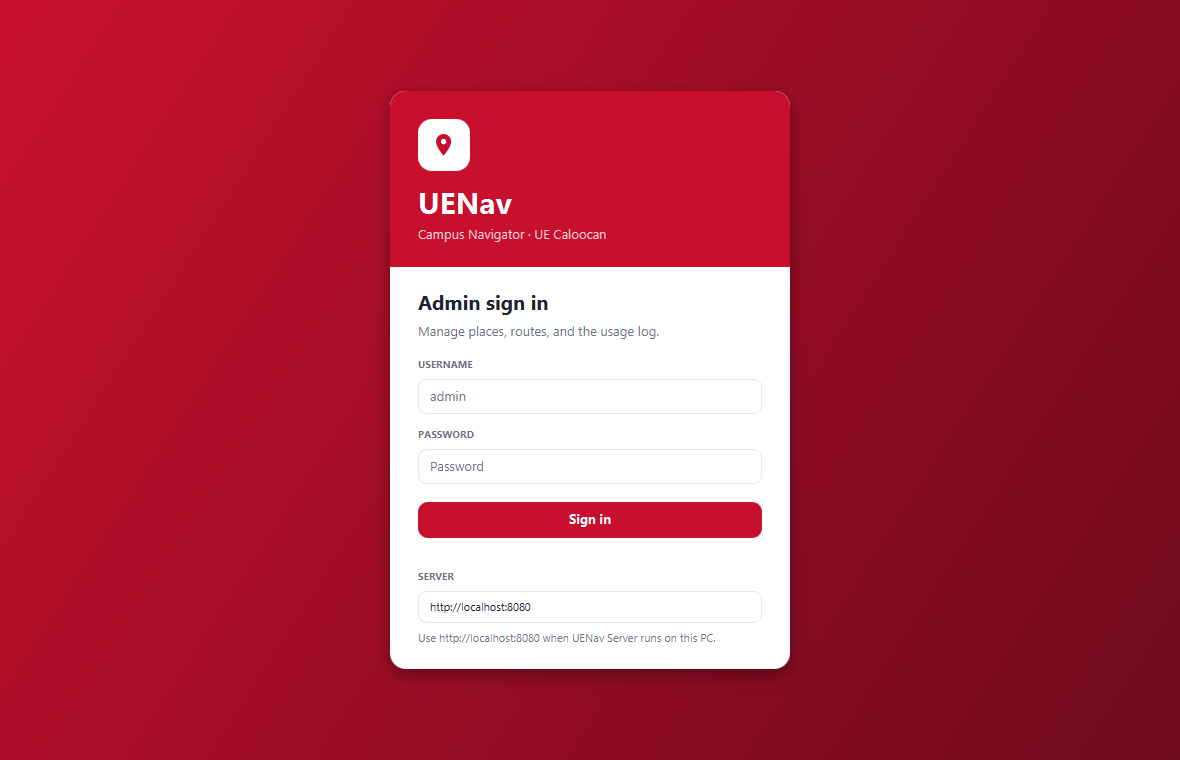 UENav
Campus Navigator · UE Caloocan
Admin sign in
Manage places, routes, and the usage log.
USERNAME
admin
PASSWORD
Password
Sign in
SERVER
http://localhost:8080
Use http://localhost:8080 when UENav Server runs on this PC.